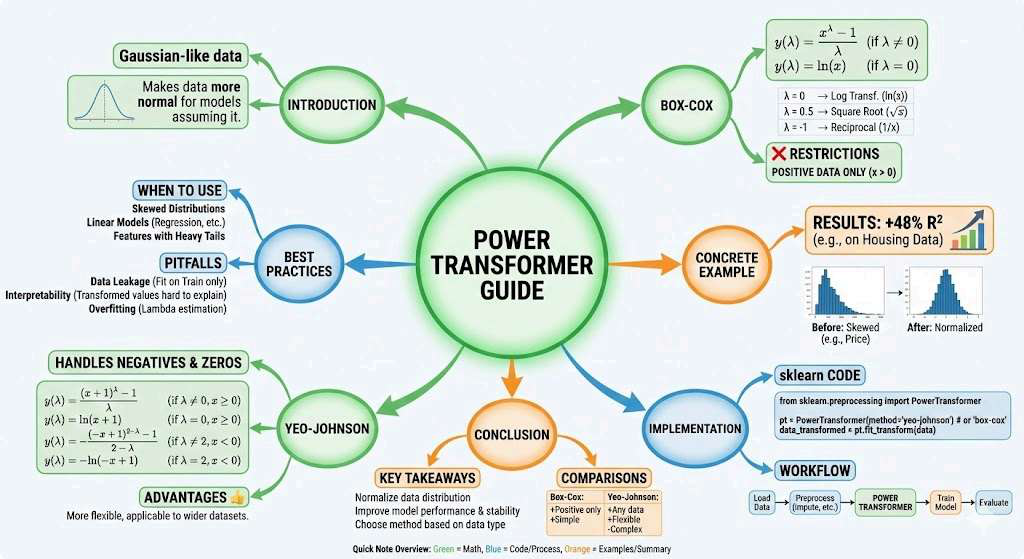 POWER
TRANSFORMER
GUIDE
INTRODUCTION
Gaussian-like data
Makes data more
normal for models
assuming it.
BOX-COX
y(λ) = (x^λ − 1)/λ (if λ ≠ 0)
y(λ) = ln(x) (if λ = 0)
λ = 0 → Log Transf. (ln(s))
λ = 0.5 → Square Root (√s)
λ = -1 → Reciprocal (1/x)
❌ RESTRICTIONS
POSITIVE DATA ONLY (x > 0)
BEST
PRACTICES
WHEN TO USE
Skewed Distributions
Linear Models (Regression, etc.)
Features with Heavy Tails
PITFALLS
Data Leakage (Fit on Train only)
Interpretability (Transformed values hard to explain)
Overfitting (Lambda estimation)
CONCRETE
EXAMPLE
RESULTS: +48% R²
(e.g., on Housing Data)
Before: Skewed
(e.g., Price)
After: Normalized
YEO-JOHNSON
HANDLES NEGATIVES & ZEROS
y(λ) = ((x+1)^λ − 1)/λ (if λ ≠ 0, x ≥ 0)
y(λ) = ln(x+1) (if λ = 0, x ≥ 0)
y(λ) = −((−x+1)^(2−λ) − 1)/(2−λ) (if λ ≠ 2, x < 0)
y(λ) = −ln(−x+1) (if λ = 2, x < 0)
ADVANTAGES 👍
More flexible, applicable to wider datasets.
CONCLUSION
KEY TAKEAWAYS
Normalize data distribution
Improve model performance & stability
Choose method based on data type
COMPARISONS
Box-Cox:
+Positive only
+Simple
Yeo-Johnson:
+Any data
+Flexible
-Complex
IMPLEMENTATION
sklearn CODE
from sklearn.preprocessing import PowerTransformer
pt = PowerTransformer(method='yeo-johnson') # or 'box-cox'
data_transformed = pt.fit_transform(data)
WORKFLOW
Load
Data
Preprocess
(impute, etc.)
POWER
TRANSFORMER
Train
Model
Evaluate
Quick Note Overview: Green = Math, Blue = Code/Process, Orange = Examples/Summary